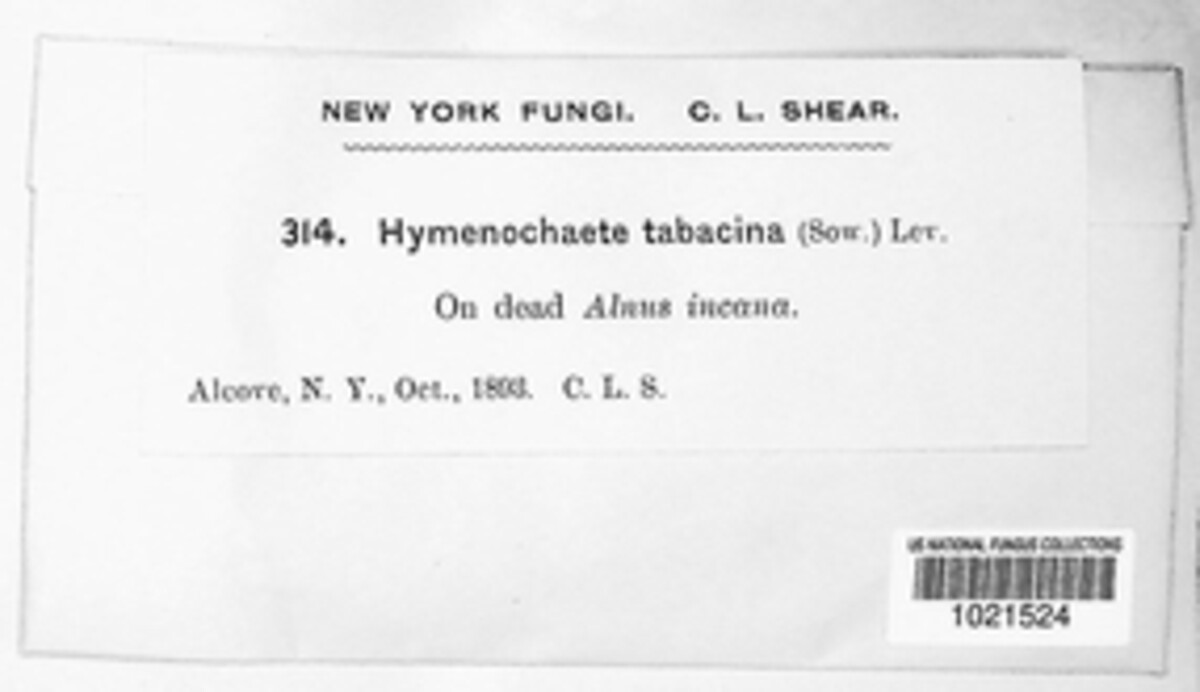 NEW YORK FUNGI. C. L. SHEAR.
314. Hymenochaete tabacina (Sow.) Lev.
On dead Alnus incana.
Alcove, N. Y., Oct., 1893. C. L. S.
US NATIONAL FUNGUS COLLECTIONS
1021524